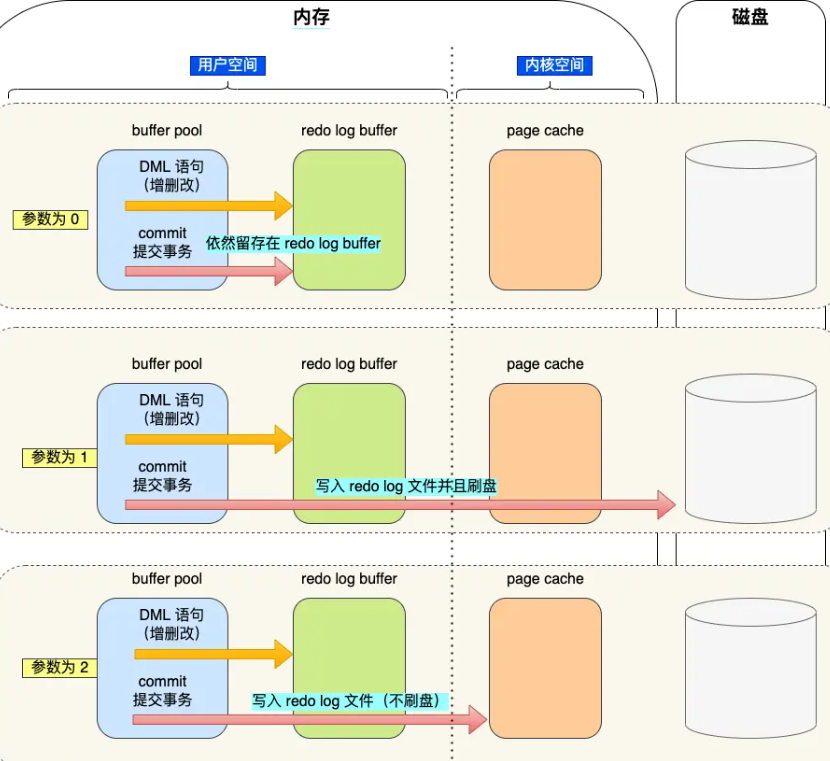 内存
磁盘
用户空间
内核空间
buffer pool
redo log buffer
page cache
DML 语句
（增删改）
参数为 0
commit
提交事务
依然留存在 redo log buffer
buffer pool
redo log buffer
page cache
DML 语句
（增删改）
参数为 1
commit
提交事务
写入 redo log 文件并且刷盘
buffer pool
redo log buffer
page cache
DML 语句
（增删改）
参数为 2
commit
提交事务
写入 redo log 文件（不刷盘）